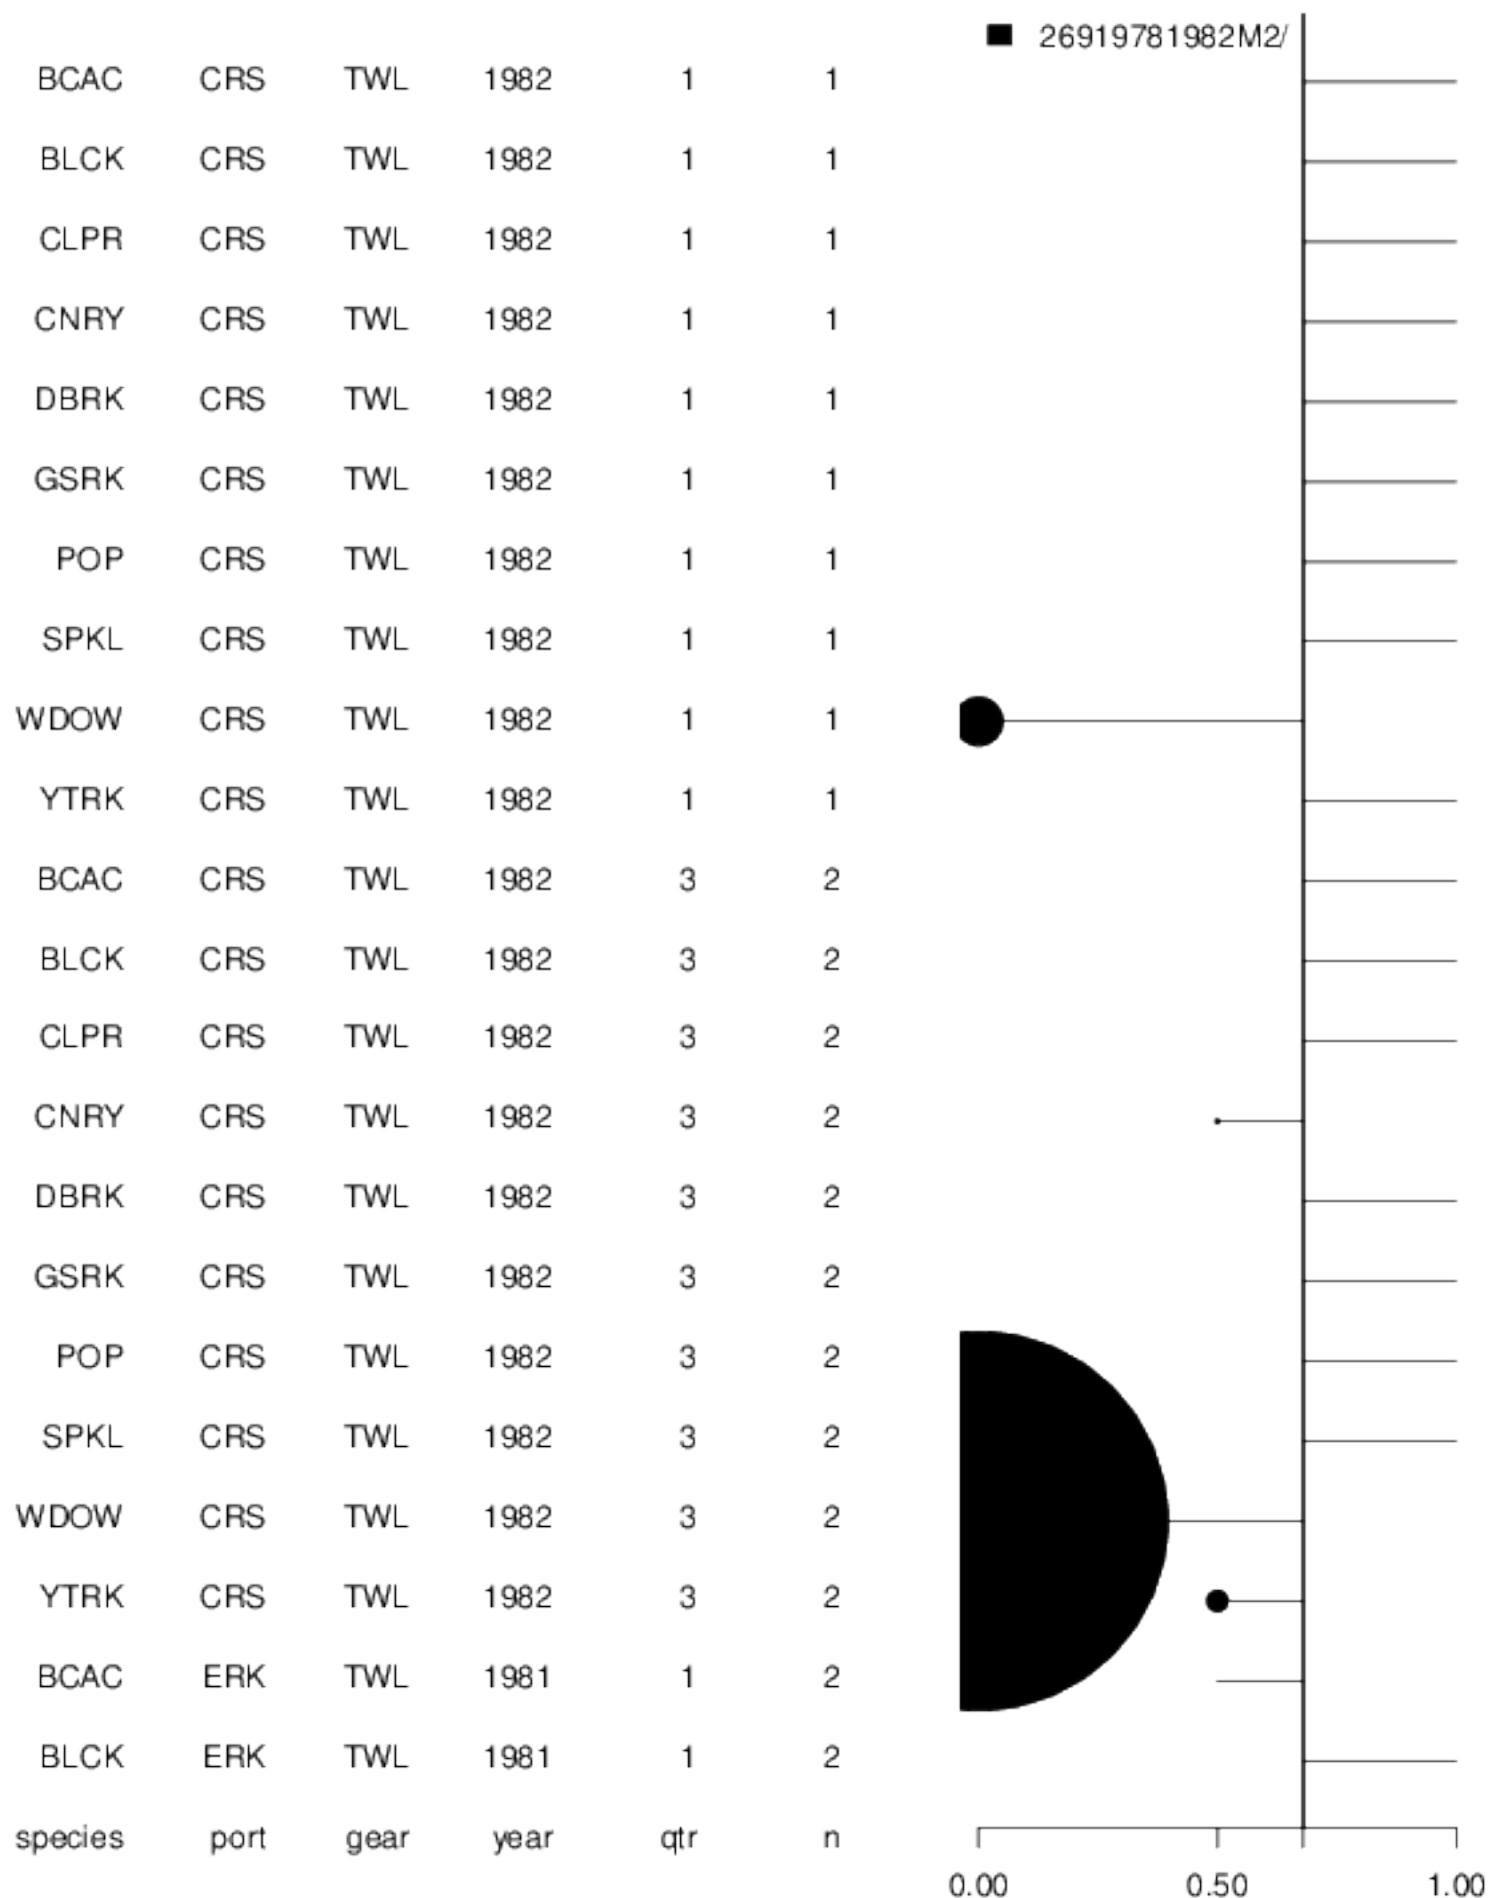 26919781982M2/
BCAC CRS TWL 1982 1 1
BLCK CRS TWL 1982 1 1
CLPR CRS TWL 1982 1 1
CNRY CRS TWL 1982 1 1
DBRK CRS TWL 1982 1 1
GSRK CRS TWL 1982 1 1
POP CRS TWL 1982 1 1
SPKL CRS TWL 1982 1 1
WDOW CRS TWL 1982 1 1
YTRK CRS TWL 1982 1 1
BCAC CRS TWL 1982 3 2
BLCK CRS TWL 1982 3 2
CLPR CRS TWL 1982 3 2
CNRY CRS TWL 1982 3 2
DBRK CRS TWL 1982 3 2
GSRK CRS TWL 1982 3 2
POP CRS TWL 1982 3 2
SPKL CRS TWL 1982 3 2
WDOW CRS TWL 1982 3 2
YTRK CRS TWL 1982 3 2
BCAC ERK TWL 1981 1 2
BLCK ERK TWL 1981 1 2
species port gear year qtr n
0.00 0.50 1.00